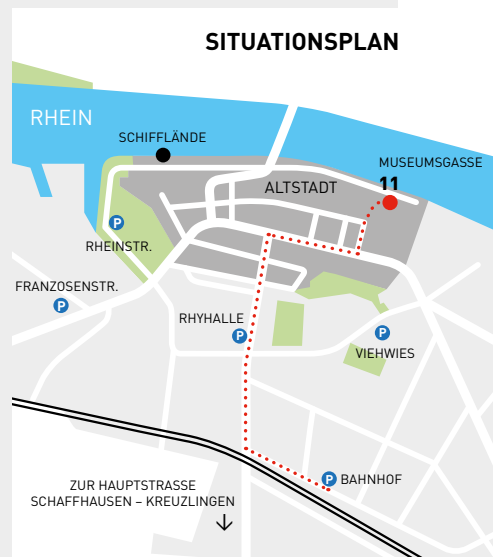 SITUATIONSPLAN
RHEIN
SCHIFFLÄNDE
MUSEUMSGASSE
11
ALTSTADT
P
RHEINSTR.
FRANZOSENSTR.
P
RHYHALLE
P
P
VIEHWIES
P BAHNHOF
ZUR HAUPTSTRASSE
SCHAFFHAUSEN – KREUZLINGEN